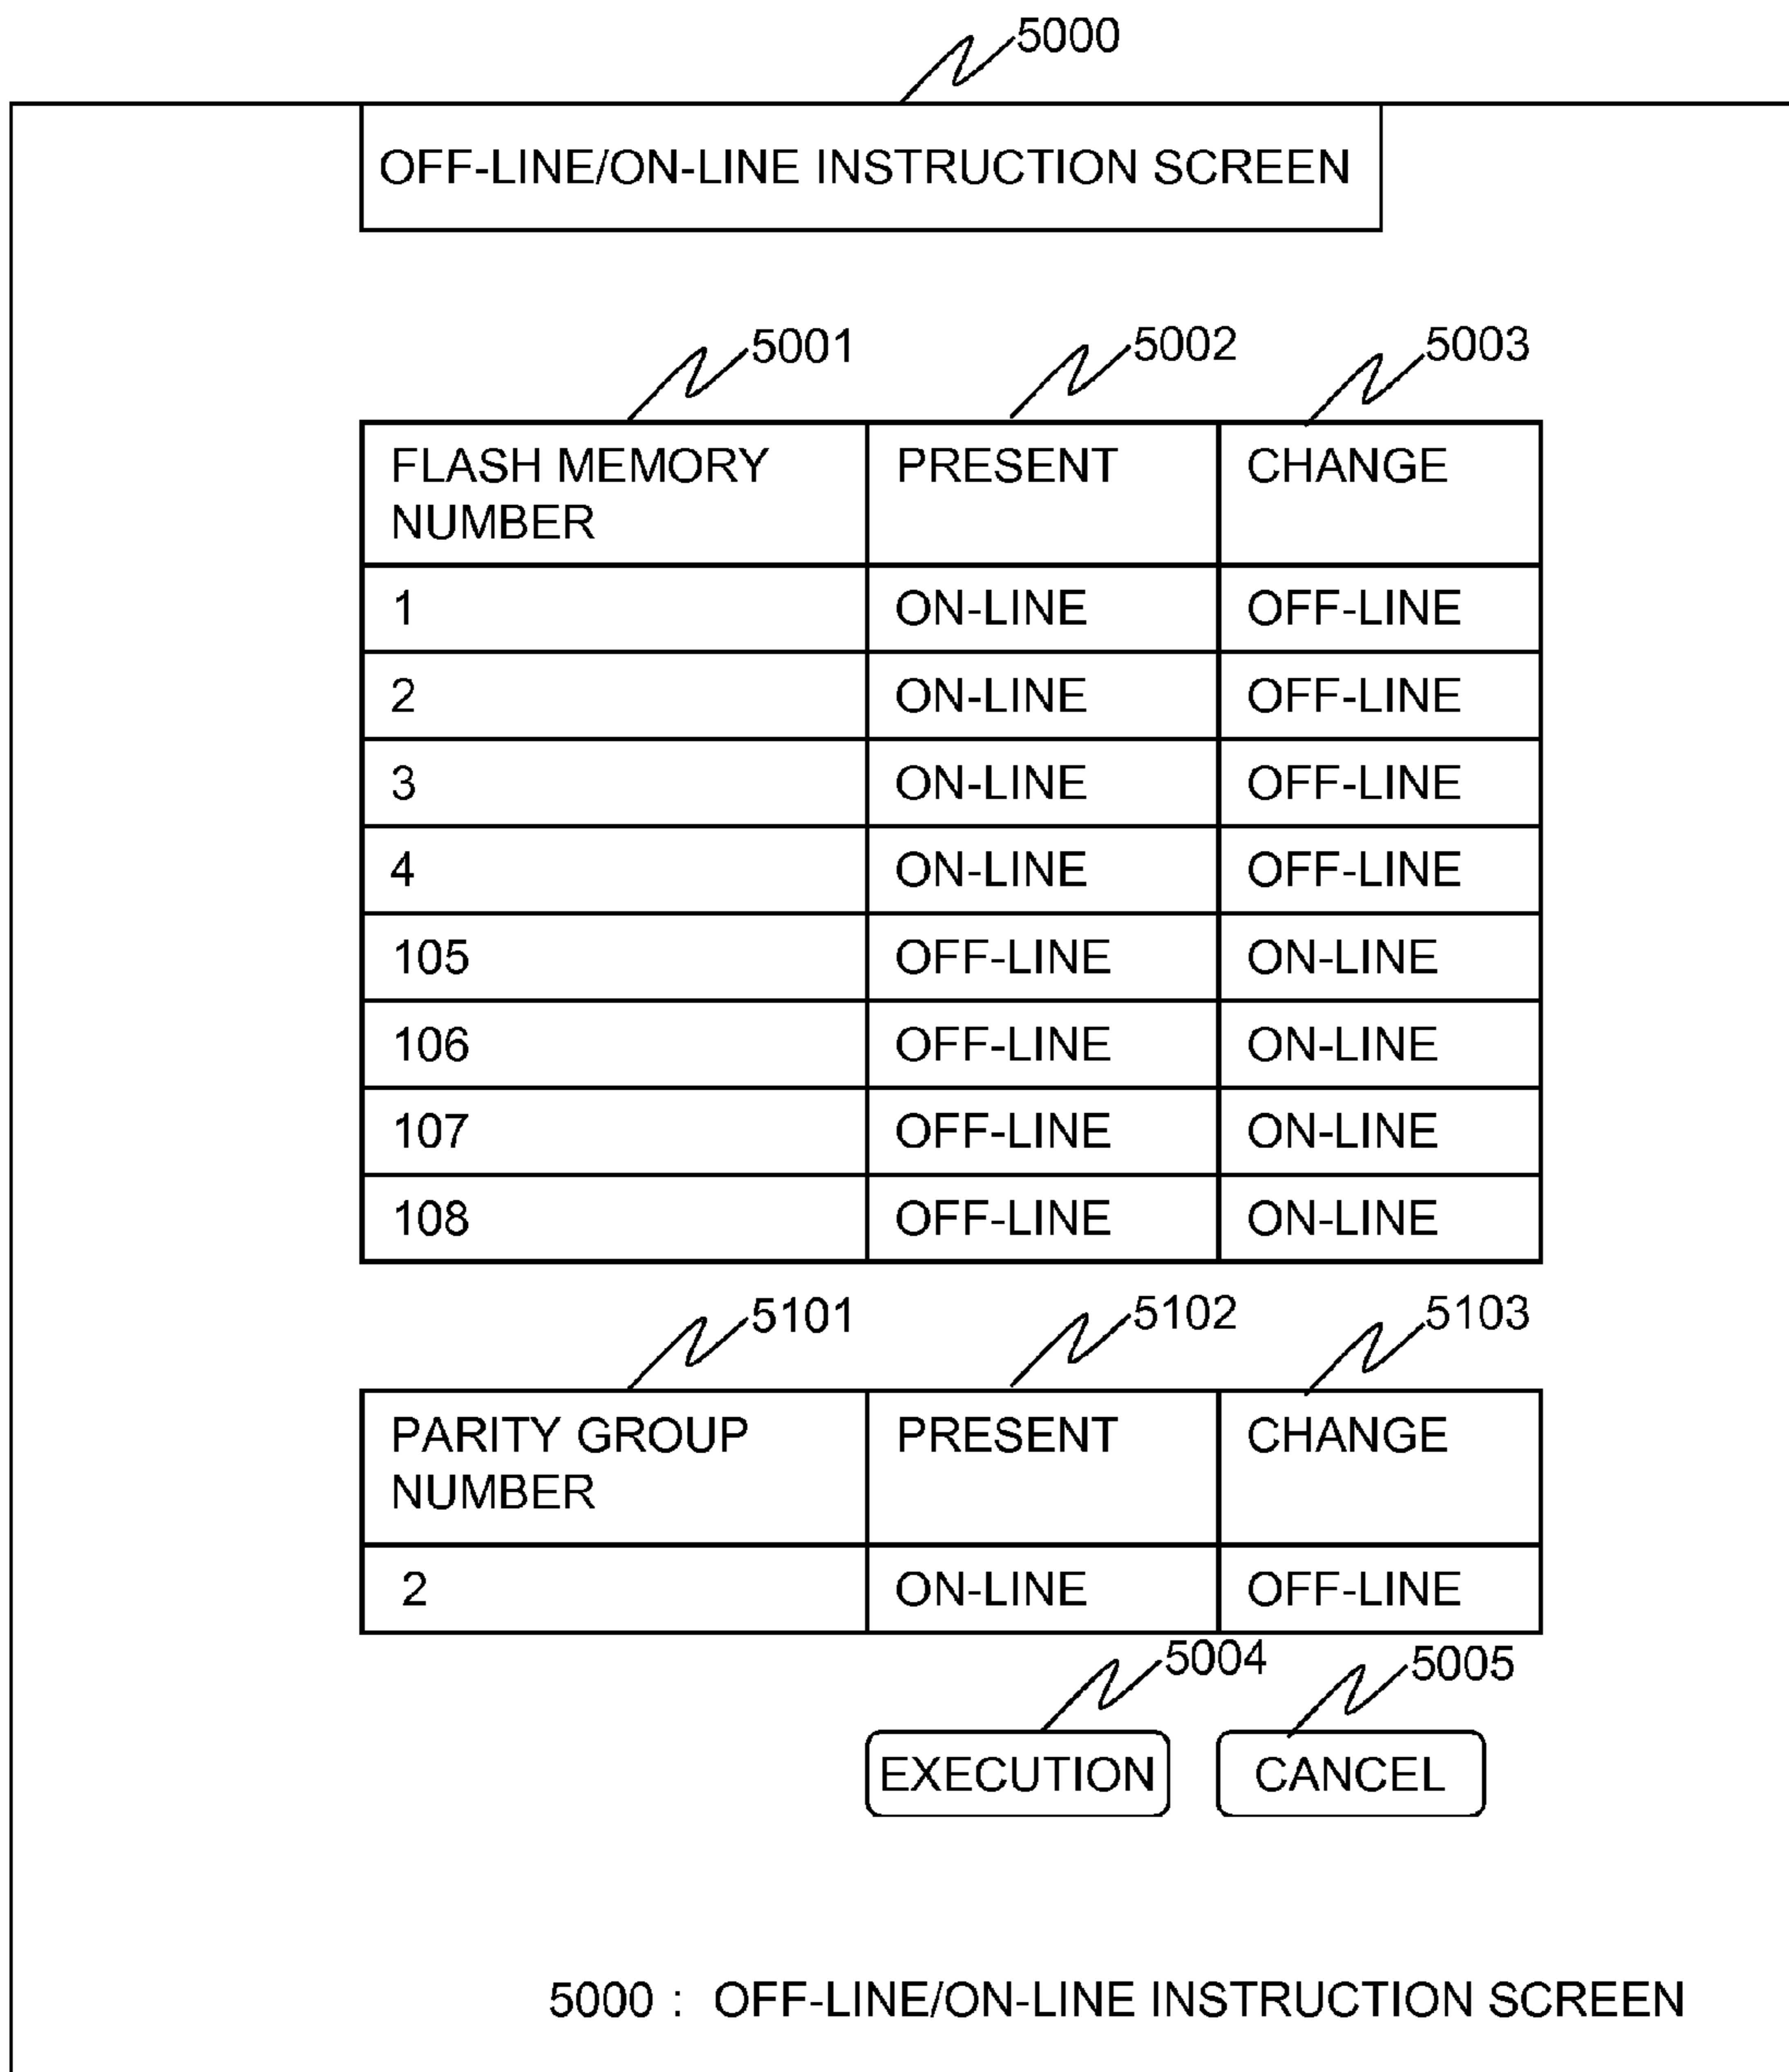 5000
OFF-LINE/ON-LINE INSTRUCTION SCREEN
5001 5002 5003
FLASH MEMORY NUMBER PRESENT CHANGE
1 ON-LINE OFF-LINE
2 ON-LINE OFF-LINE
3 ON-LINE OFF-LINE
4 ON-LINE OFF-LINE
105 OFF-LINE ON-LINE
106 OFF-LINE ON-LINE
107 OFF-LINE ON-LINE
108 OFF-LINE ON-LINE
5101 5102 5103
PARITY GROUP NUMBER PRESENT CHANGE
2 ON-LINE OFF-LINE
5004 5005
EXECUTION CANCEL
5000 : OFF-LINE/ON-LINE INSTRUCTION SCREEN